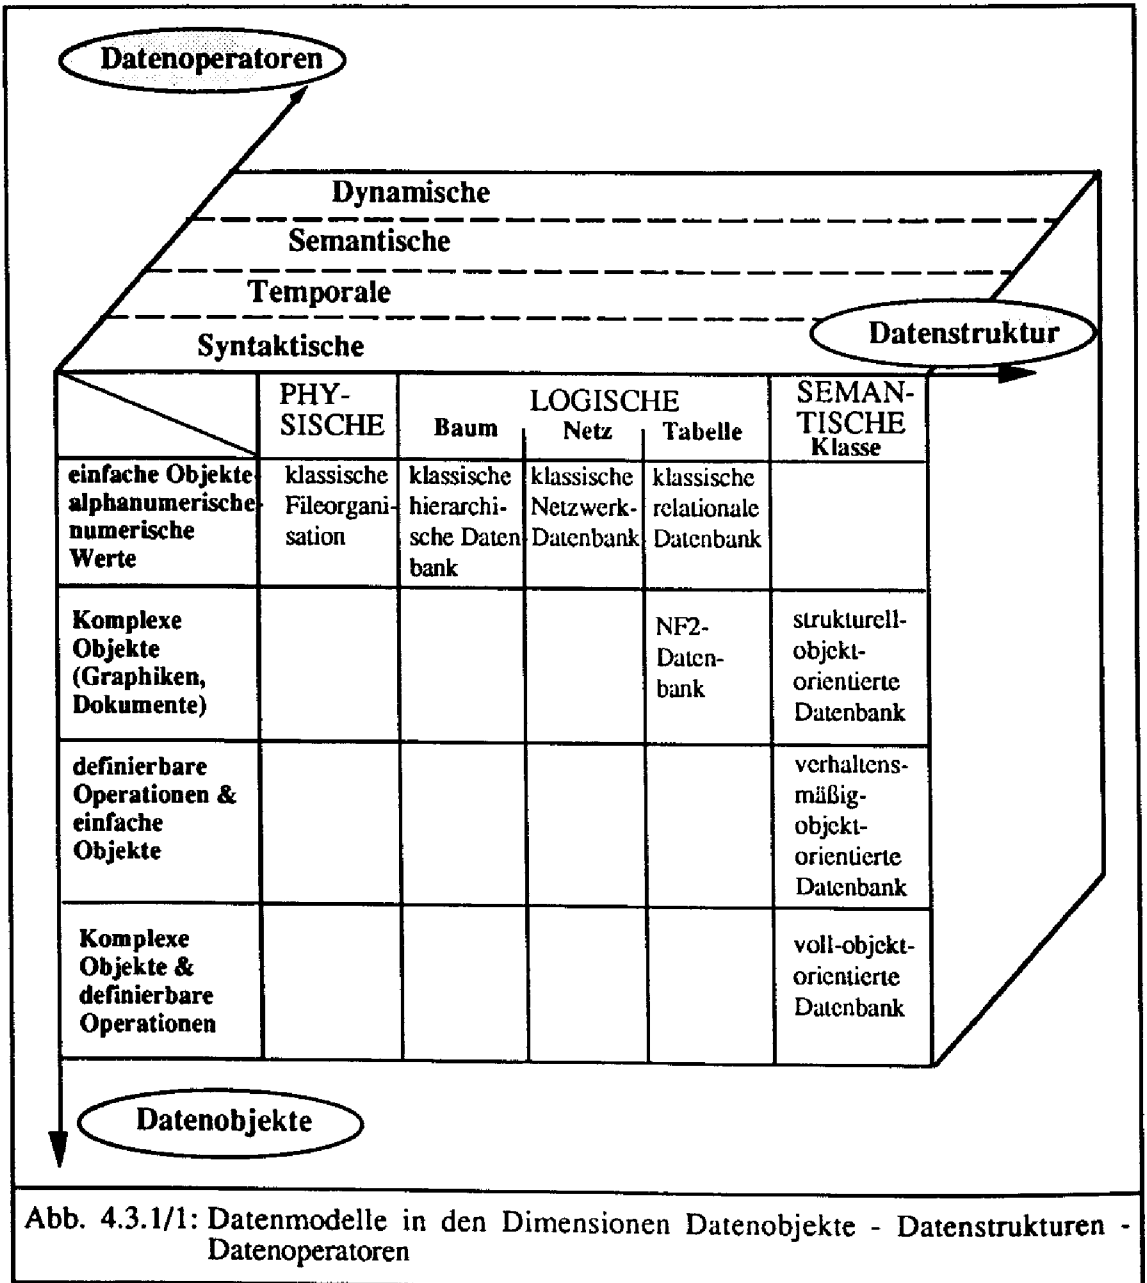 Datenoperatoren
Dynamische
Semantische
Temporale
Syntaktische
Datenstruktur
PHY-
SISCHE
LOGISCHE
Baum
Netz
Tabelle
SEMAN-
TISCHE
Klasse
einfache Objekte
alphanumerische
numerische
Werte
klassische
Fileorgani-
sation
klassische
hierarchi-
sche Daten
bank
klassische
Netzwerk-
Datenbank
klassische
relationale
Datenbank
Komplexe
Objekte
(Graphiken,
Dokumente)
NF2-
Daten-
bank
strukturell-
objekt-
orientierte
Datenbank
definierbare
Operationen &
einfache
Objekte
verhaltens-
mäßig-
objekt-
orientierte
Datenbank
Komplexe
Objekte &
definierbare
Operationen
voll-objekt-
orientierte
Datenbank
Datenobjekte
Abb. 4.3.1/1: Datenmodelle in den Dimensionen Datenobjekte - Datenstrukturen -
Datenoperatoren